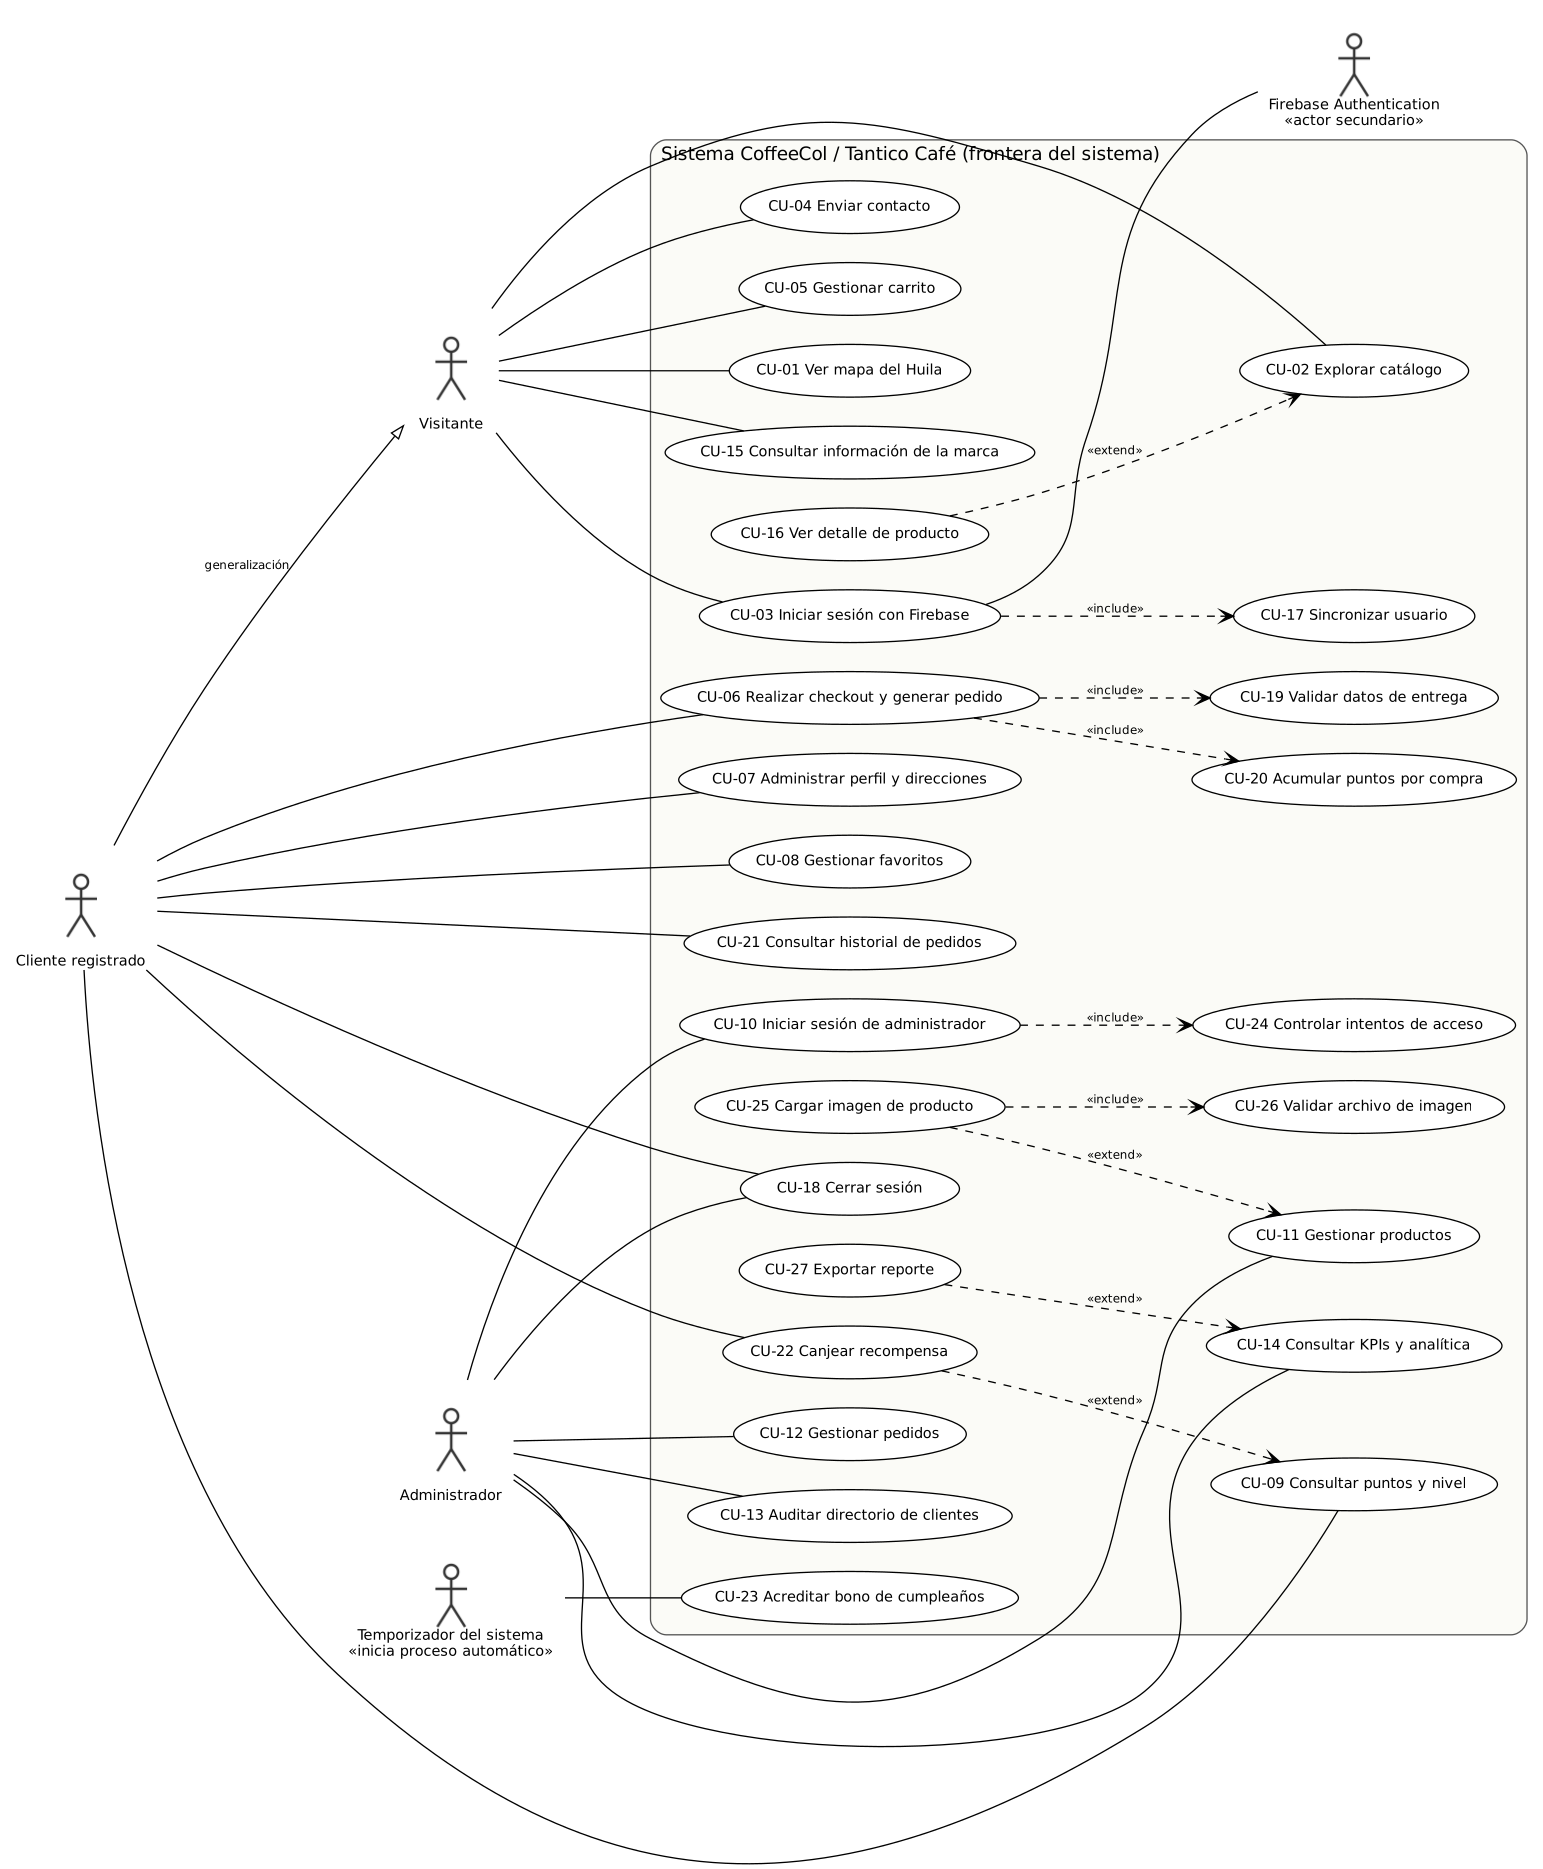 Firebase Authentication
«actor secundario»
Sistema CoffeeCol / Tantico Café (frontera del sistema)
CU-04 Enviar contacto
CU-05 Gestionar carrito
CU-01 Ver mapa del Huila
CU-02 Explorar catálogo
Visitante
CU-15 Consultar información de la marca
«extend»
CU-16 Ver detalle de producto
generalización
CU-03 Iniciar sesión con Firebase
«include»
CU-17 Sincronizar usuario
CU-06 Realizar checkout y generar pedido
«include»
CU-19 Validar datos de entrega
«include»
CU-07 Administrar perfil y direcciones
CU-20 Acumular puntos por compra
CU-08 Gestionar favoritos
CU-21 Consultar historial de pedidos
Cliente registrado
CU-10 Iniciar sesión de administrador
«include»
CU-24 Controlar intentos de acceso
CU-25 Cargar imagen de producto
«include»
CU-26 Validar archivo de imagen
«extend»
CU-18 Cerrar sesión
CU-11 Gestionar productos
CU-27 Exportar reporte
«extend»
CU-14 Consultar KPIs y analítica
CU-22 Canjear recompensa
«extend»
CU-12 Gestionar pedidos
CU-09 Consultar puntos y nivel
Administrador
CU-13 Auditar directorio de clientes
CU-23 Acreditar bono de cumpleaños
Temporizador del sistema
«inicia proceso automático»